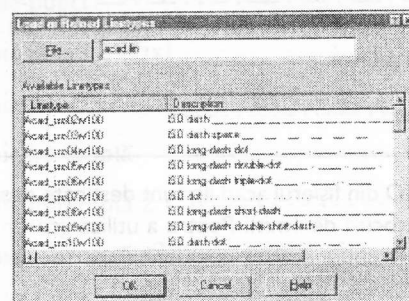 Load or Reload Linetypes
File... acad.lin
Available Linetypes
Linetype Description
Acad_iso02w100 ISO dash
Acad_iso03w100 ISO dash space
Acad_iso04w100 ISO long-dash dot
Acad_iso05w100 ISO long-dash double-dot
Acad_iso06w100 ISO long-dash triple-dot
Acad_iso07w100 ISO dot
Acad_iso08w100 ISO long-dash short-dash
Acad_iso09w100 ISO long-dash double-short-dash
Acad_iso10w100 ISO dash dot
OK Cancel Help